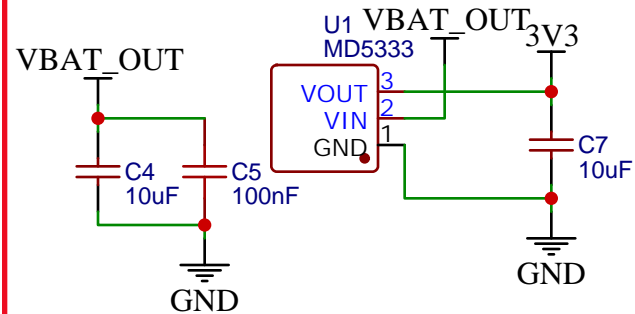 VBAT_OUT
C4
10uF
C5
100nF
GND
U1
MD5333
VOUT 3
VIN 2
GND 1
VBAT_OUT
3V3
C7
10uF
GND